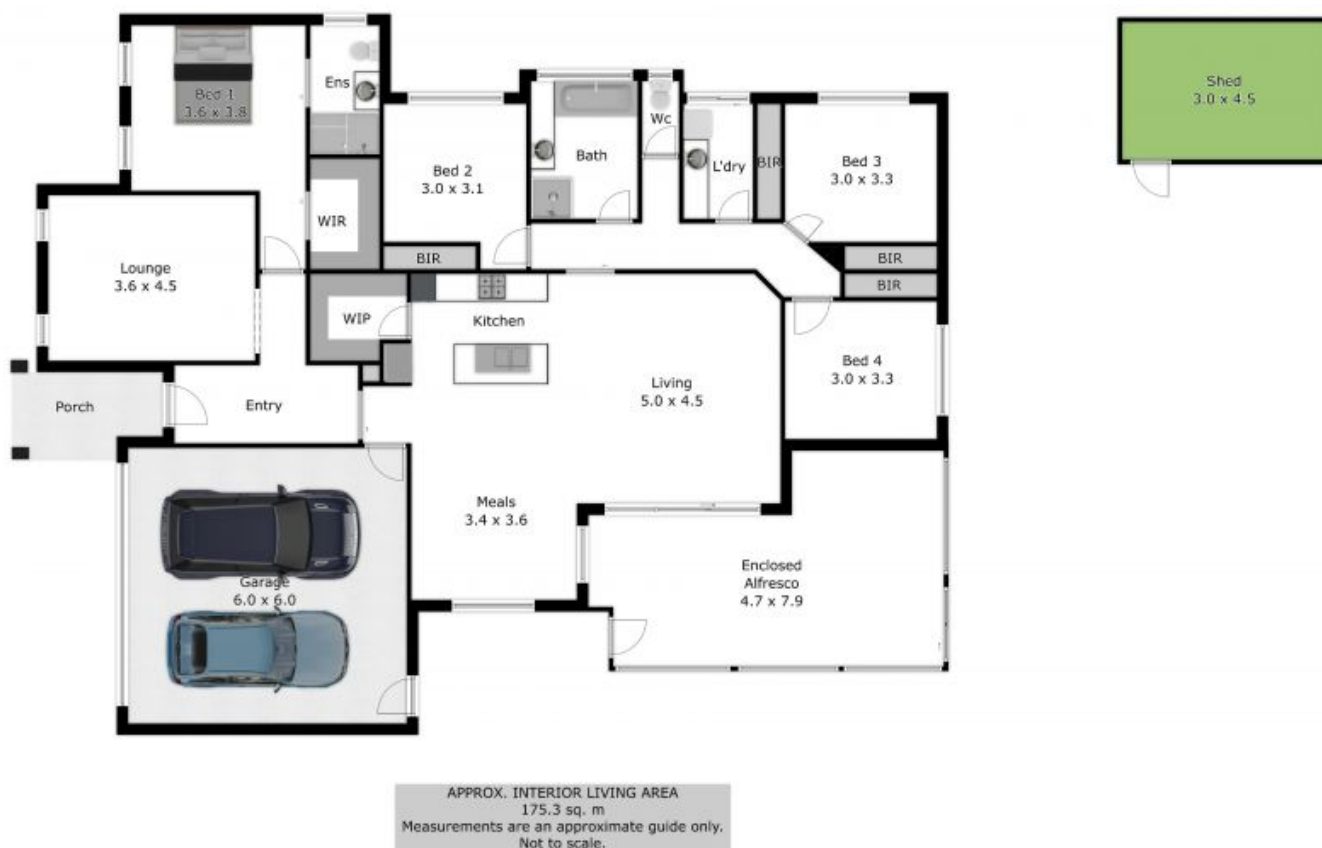 Bed 1
3.6 x 3.8
Ens
WIR
Bed 2
3.0 x 3.1
BIR
Bath
Wc
L'dry
BIR
Bed 3
3.0 x 3.3
BIR
BIR
Shed
3.0 x 4.5
Lounge
3.6 x 4.5
WIP
Kitchen
Living
5.0 x 4.5
Bed 4
3.0 x 3.3
Porch
Entry
Meals
3.4 x 3.6
Garage
6.0 x 6.0
Enclosed
Alfresco
4.7 x 7.9
APPROX. INTERIOR LIVING AREA
175.3 sq. m
Measurements are an approximate guide only.
Not to scale.